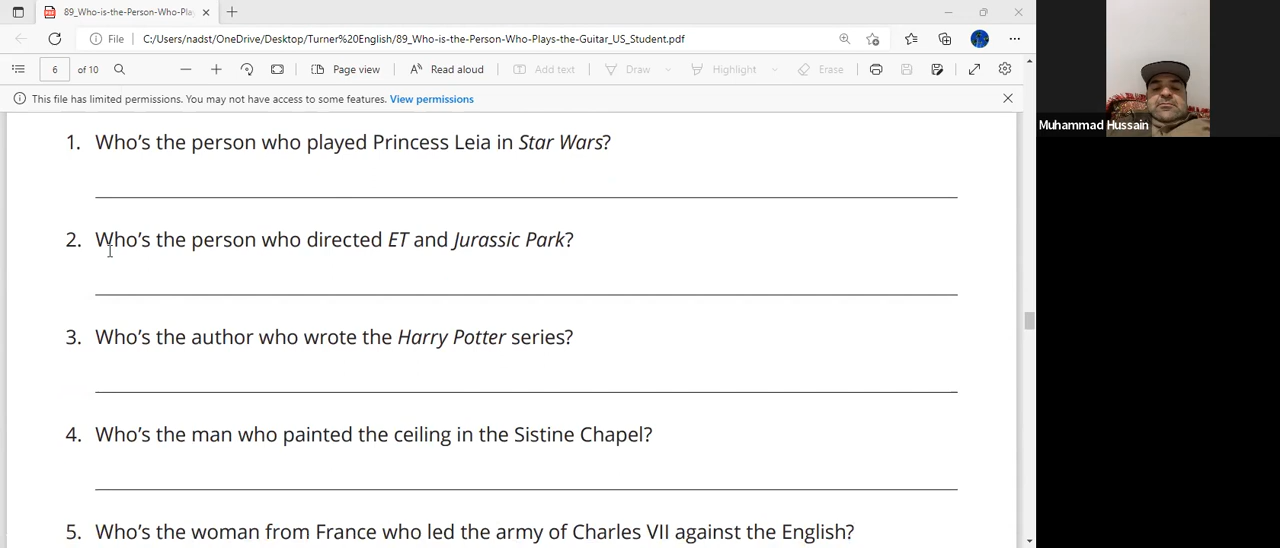 89_Who-is-the-Person-Who-Pla
File
C:/Users/nadst/OneDrive/Desktop/Turner%20English/89_Who-is-the-Person-Who-Plays-the-Guitar_US_Student.pdf
6 of 10
Page view
Read aloud
Add text
Draw
Highlight
Erase
This file has limited permissions. You may not have access to some features. View permissions
1. Who's the person who played Princess Leia in Star Wars?
2. Who's the person who directed ET and Jurassic Park?
3. Who's the author who wrote the Harry Potter series?
4. Who's the man who painted the ceiling in the Sistine Chapel?
5. Who's the woman from France who led the army of Charles VII against the English?
Muhammad Hussain